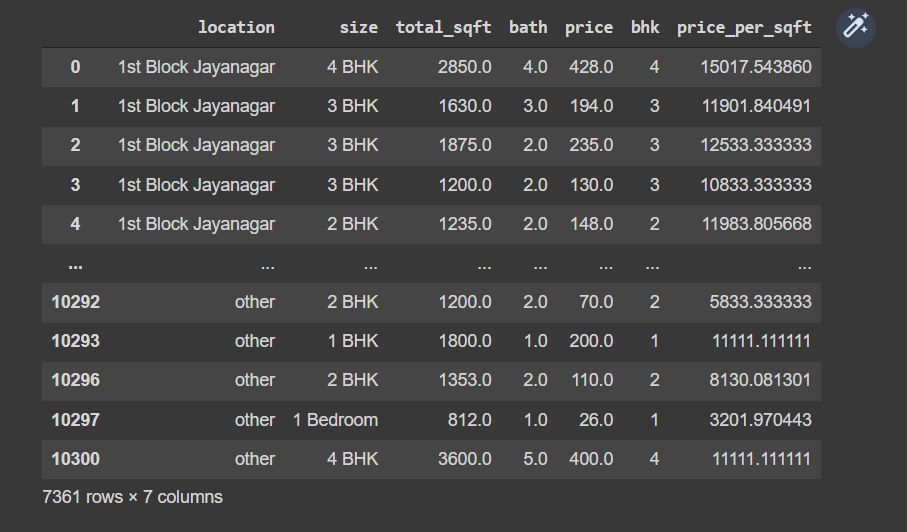 location size total_sqft bath price bhk price_per_sqft
0 1st Block Jayanagar 4 BHK 2850.0 4.0 428.0 4 15017.543860
1 1st Block Jayanagar 3 BHK 1630.0 3.0 194.0 3 11901.840491
2 1st Block Jayanagar 3 BHK 1875.0 2.0 235.0 3 12533.333333
3 1st Block Jayanagar 3 BHK 1200.0 2.0 130.0 3 10833.333333
4 1st Block Jayanagar 2 BHK 1235.0 2.0 148.0 2 11983.805668
... ... ... ... ... ... ... ...
10292 other 2 BHK 1200.0 2.0 70.0 2 5833.333333
10293 other 1 BHK 1800.0 1.0 200.0 1 11111.111111
10296 other 2 BHK 1353.0 2.0 110.0 2 8130.081301
10297 other 1 Bedroom 812.0 1.0 26.0 1 3201.970443
10300 other 4 BHK 3600.0 5.0 400.0 4 11111.111111
7361 rows × 7 columns